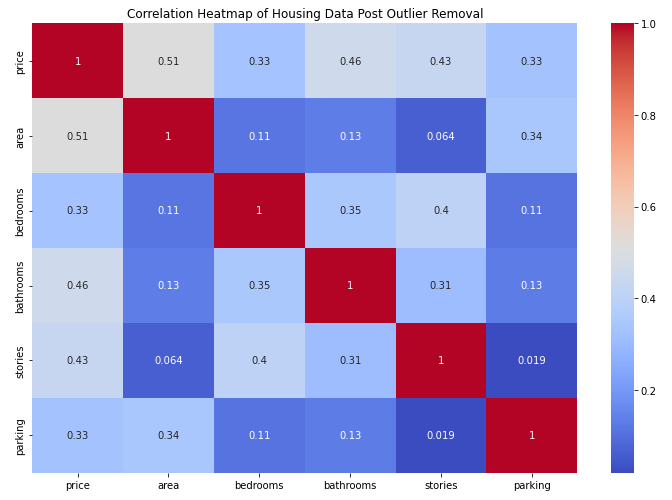 Correlation Heatmap of Housing Data Post Outlier Removal
price 1 0.51 0.33 0.46 0.43 0.33
area 0.51 1 0.11 0.13 0.064 0.34
bedrooms 0.33 0.11 1 0.35 0.4 0.11
bathrooms 0.46 0.13 0.35 1 0.31 0.13
stories 0.43 0.064 0.4 0.31 1 0.019
parking 0.33 0.34 0.11 0.13 0.019 1
price area bedrooms bathrooms stories parking
1.0
0.8
0.6
0.4
0.2